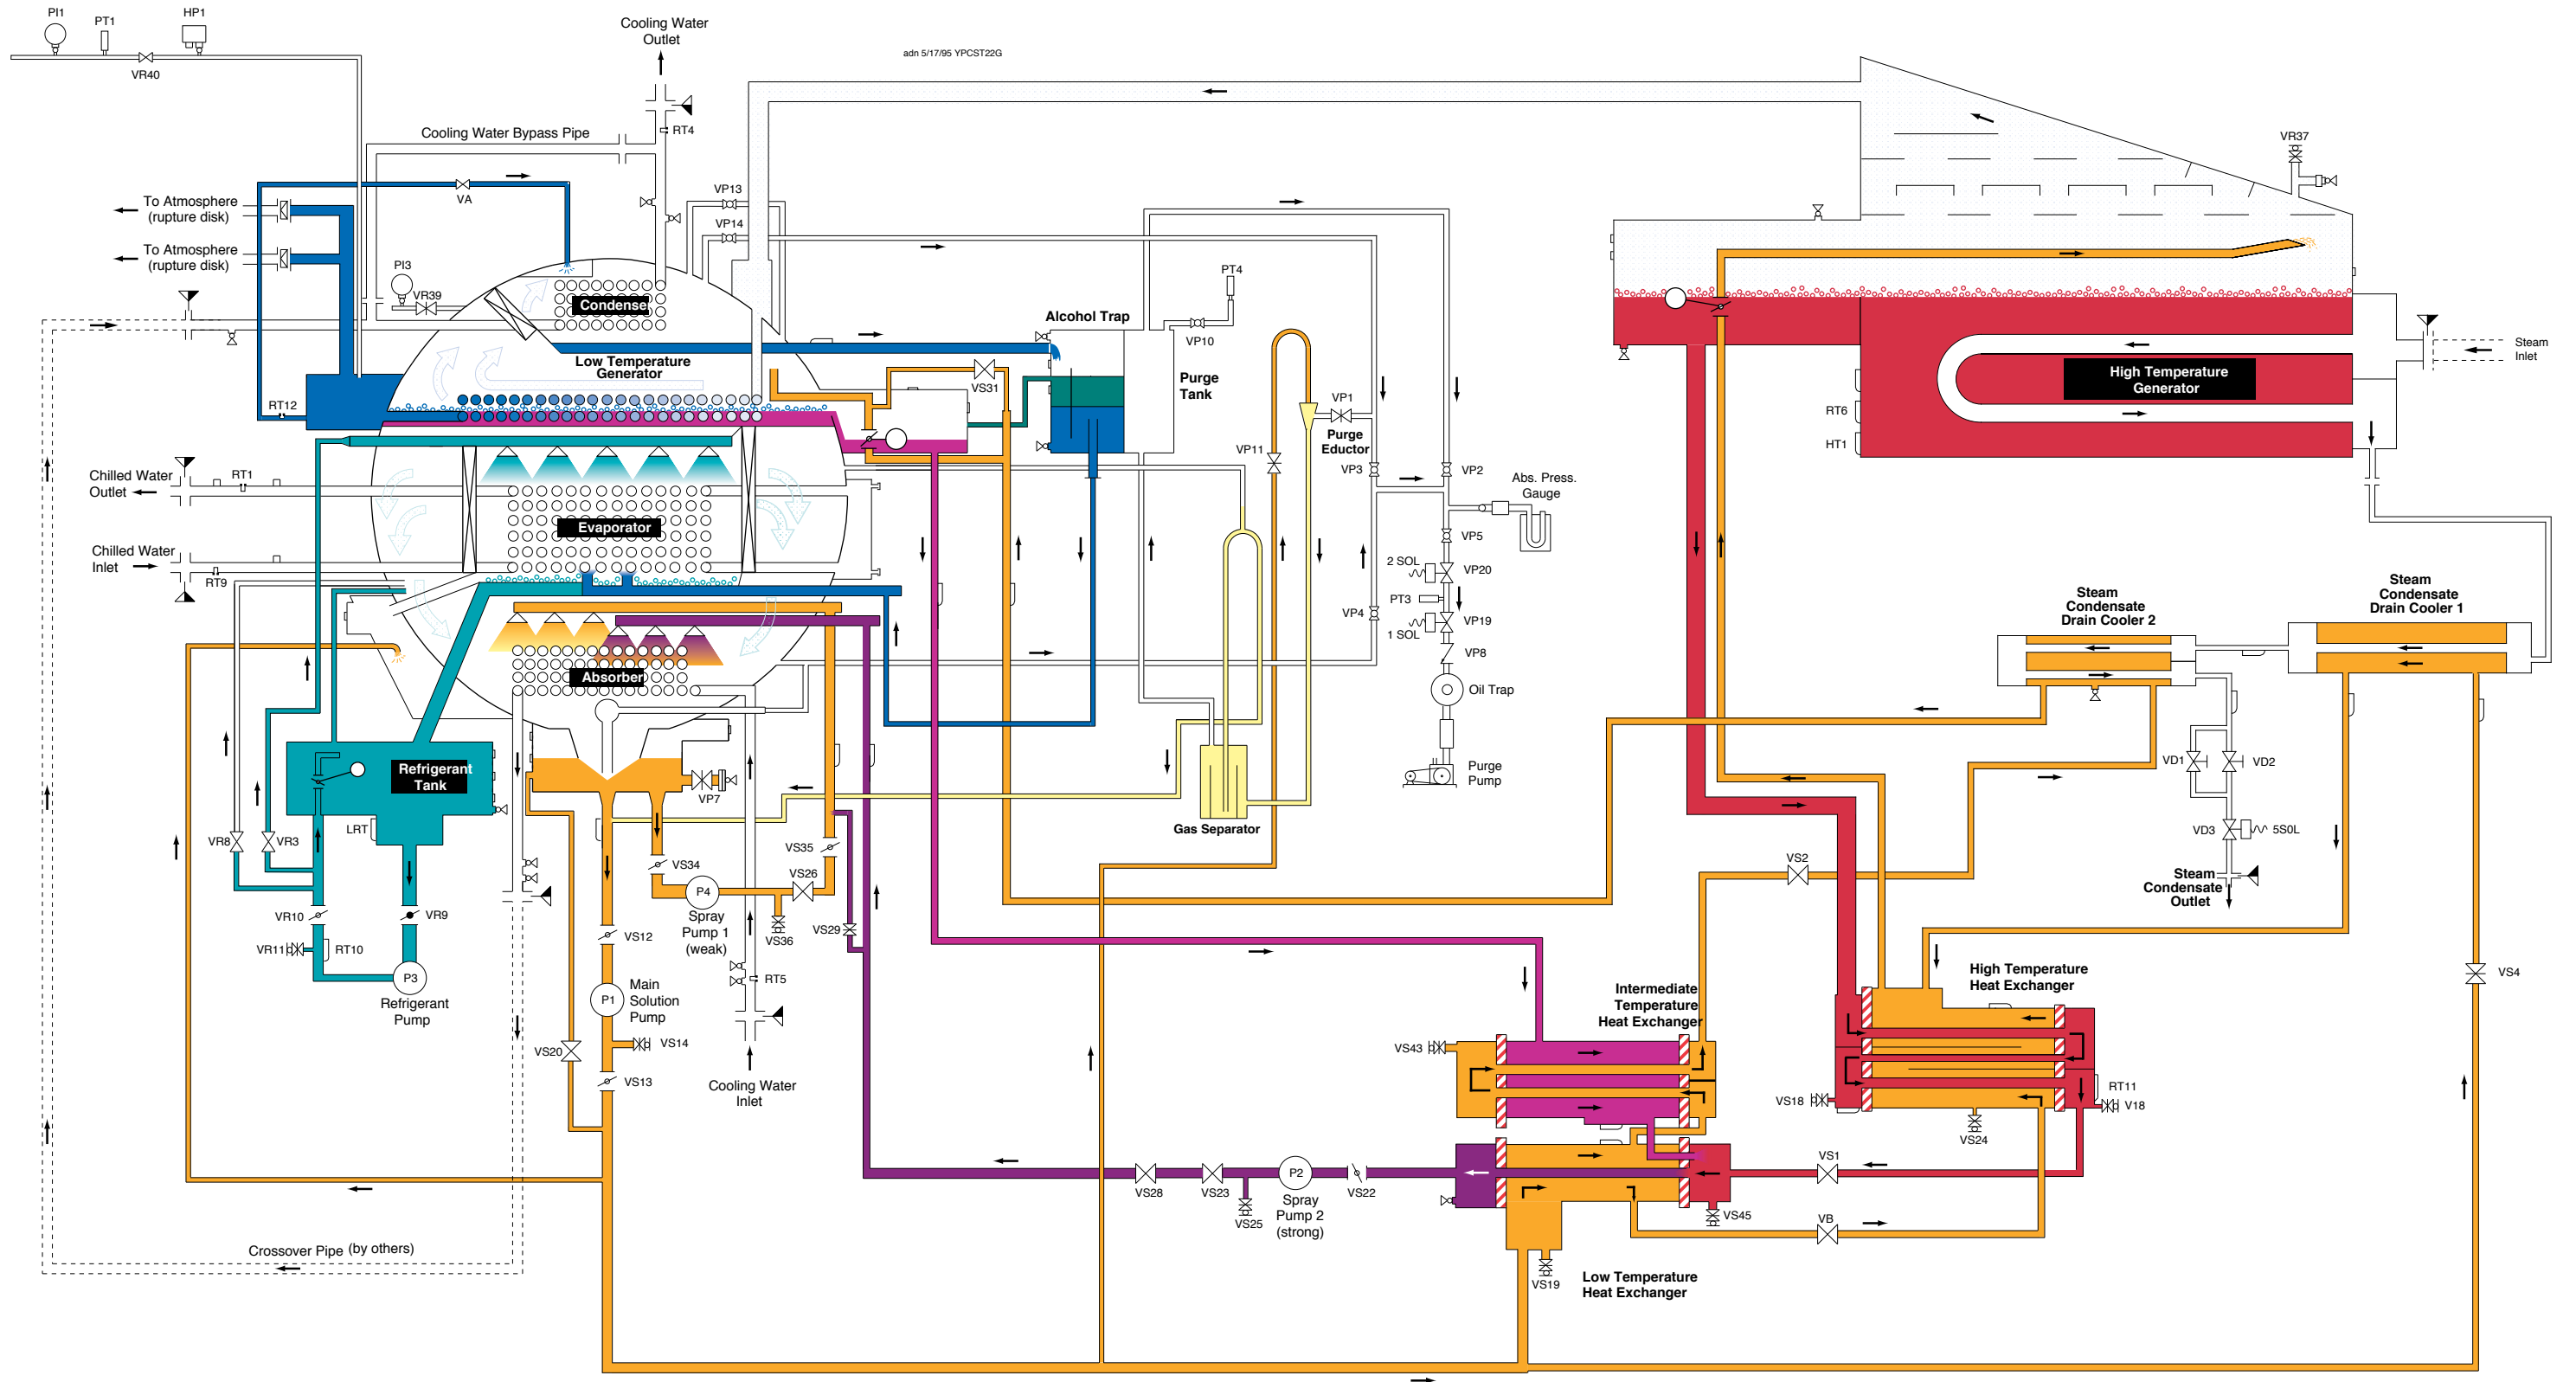 PI1
PT1
HP1
VR40
Cooling Water
Outlet
adn 5/17/95 YPCST22G
RT4
Cooling Water Bypass Pipe
VR37
VA
VP13
To Atmosphere
(rupture disk)
VP14
To Atmosphere
(rupture disk)
PI3
VR39
PT4
Condenser
Alcohol Trap
VP10
Steam
Inlet
Low Temperature
Generator
VS31
Purge
Tank
High Temperature
Generator
RT12
VP1
RT6
HT1
Purge
Eductor
VP11
VP3
VP2
Chilled Water
Outlet
RT1
Abs. Press.
Gauge
Evaporator
VP5
Chilled Water
Inlet
RT9
2 SOL
VP20
PT3
VP4
1 SOL
VP19
Steam
Condensate
Drain Cooler 2
Steam
Condensate
Drain Cooler 1
VP8
Absorber
Oil Trap
Refrigerant
Tank
VP7
Purge
Pump
VD1
VD2
LRT
Gas Separator
VD3
5S0L
VR8
VR3
VS35
VS34
VS26
VS2
P4
Steam
Condensate
Outlet
VR10
VR9
Spray
Pump 1
(weak)
VS36
VS29
VS12
VR11
RT10
P3
Refrigerant
Pump
RT5
P1
Main
Solution
Pump
High Temperature
Heat Exchanger
VS4
Intermediate
Temperature
Heat Exchanger
VS20
VS14
VS43
VS13
Cooling Water
Inlet
RT11
VS18
V18
VS24
VS1
VS28
VS23
P2
VS22
VS25
Spray
Pump 2
(strong)
VS45
VB
Crossover Pipe (by others)
VS19
Low Temperature
Heat Exchanger